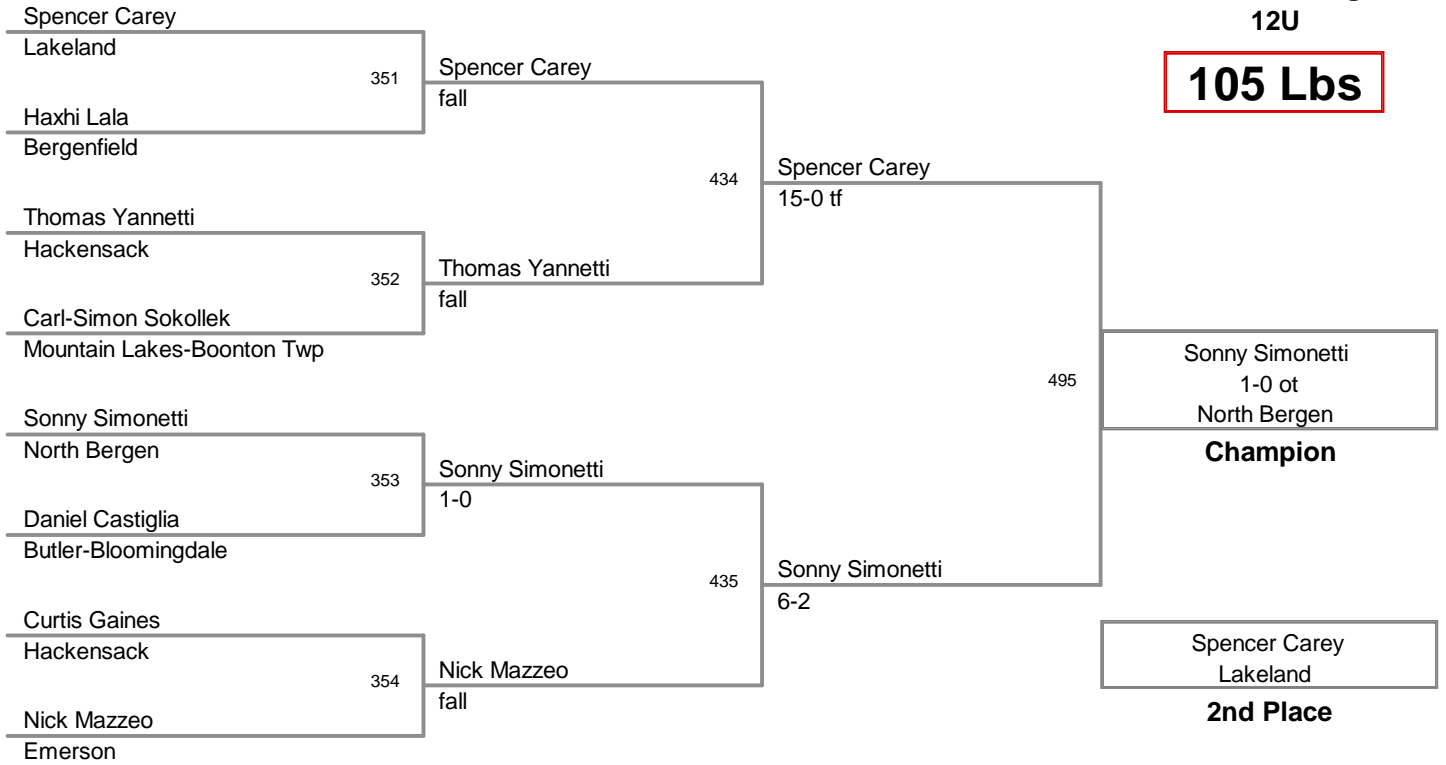 12U
105 Lbs
Spencer Carey
Lakeland
351
Haxhi Lala
Bergenfield
Thomas Yannetti
Hackensack
352
Carl-Simon Sokollek
Mountain Lakes-Boonton Twp
Sonny Simonetti
North Bergen
353
Daniel Castiglia
Butler-Bloomingdale
Curtis Gaines
Hackensack
354
Nick Mazzeo
Emerson
Spencer Carey
fall
434
Thomas Yannetti
fall
Sonny Simonetti
1-0
435
Nick Mazzeo
fall
Spencer Carey
15-0 tf
495
Sonny Simonetti
6-2
Sonny Simonetti
1-0 ot
North Bergen
Champion
Spencer Carey
Lakeland
2nd Place